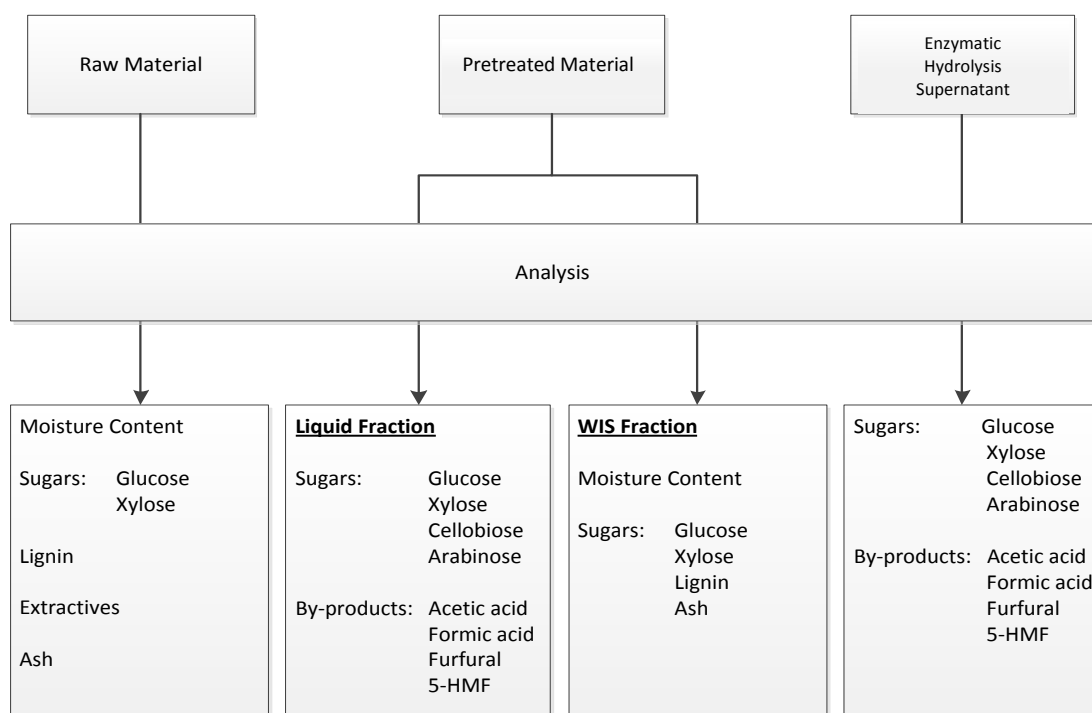 Raw Material
Pretreated Material
Enzymatic
Hydrolysis
Supernatant
Analysis
Moisture Content
Sugars: Glucose
Xylose
Lignin
Extractives
Ash
Liquid Fraction
Sugars: Glucose
Xylose
Cellobiose
Arabinose
By-products: Acetic acid
Formic acid
Furfural
5-HMF
WIS Fraction
Moisture Content
Sugars: Glucose
Xylose
Lignin
Ash
Sugars: Glucose
Xylose
Cellobiose
Arabinose
By-products: Acetic acid
Formic acid
Furfural
5-HMF